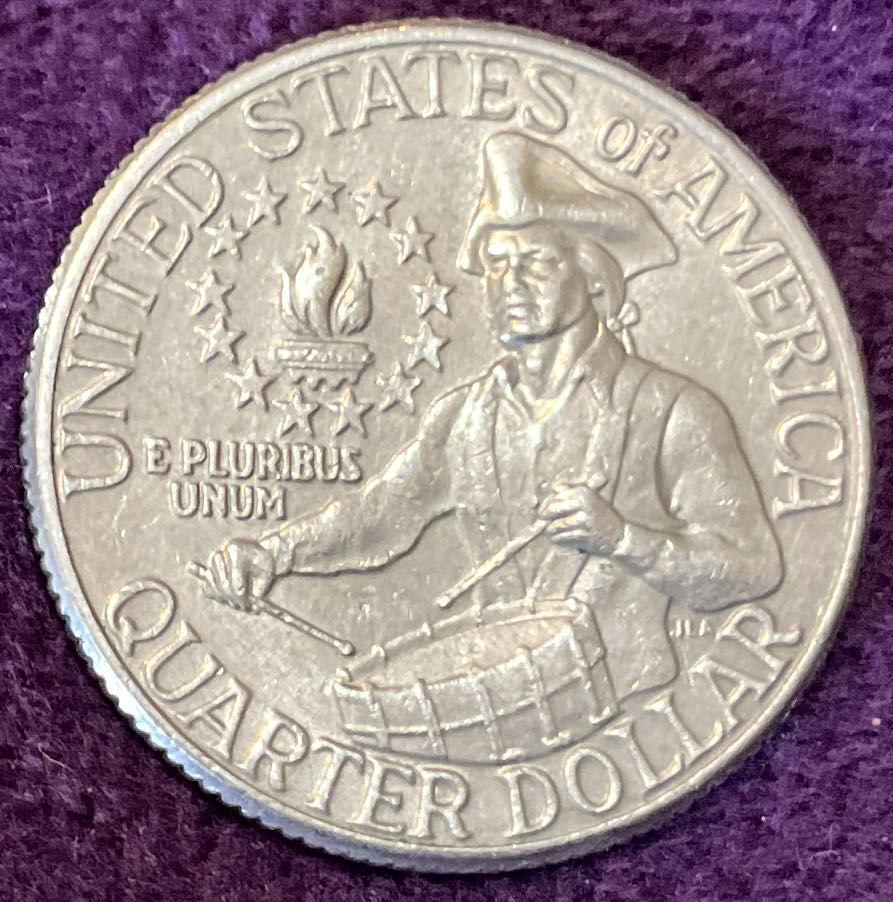 UNITED STATES of AMERICA
E PLURIBUS
UNUM
JLA
QUARTER DOLLAR